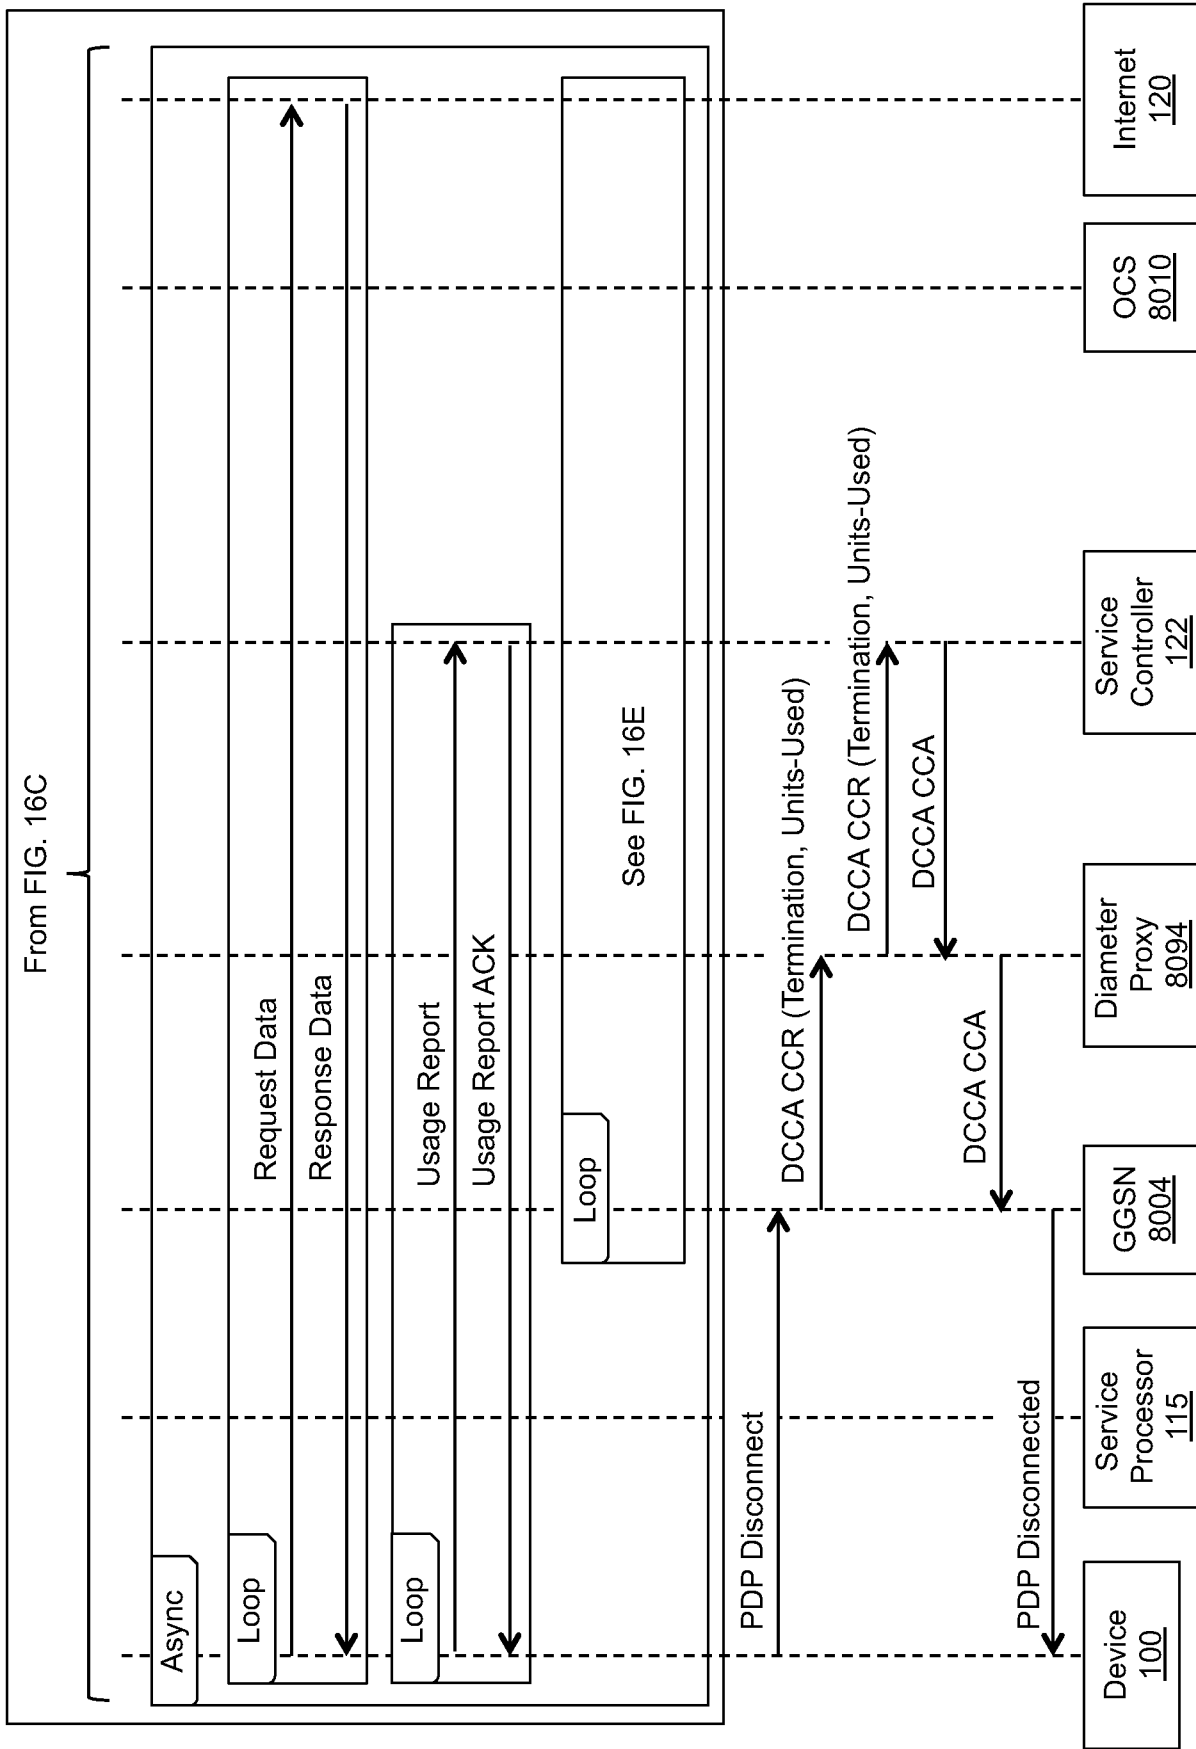 From FIG. 16C
Async
Loop
Request Data
Response Data
Loop
Usage Report
Usage Report ACK
Loop
See FIG. 16E
PDP Disconnect
DCCA CCR (Termination, Units-Used)
DCCA CCR (Termination, Units-Used)
DCCA CCA
DCCA CCA
PDP Disconnected
Device
100
Service
Processor
115
GGSN
8004
Diameter
Proxy
8094
Service
Controller
122
OCS
8010
Internet
120